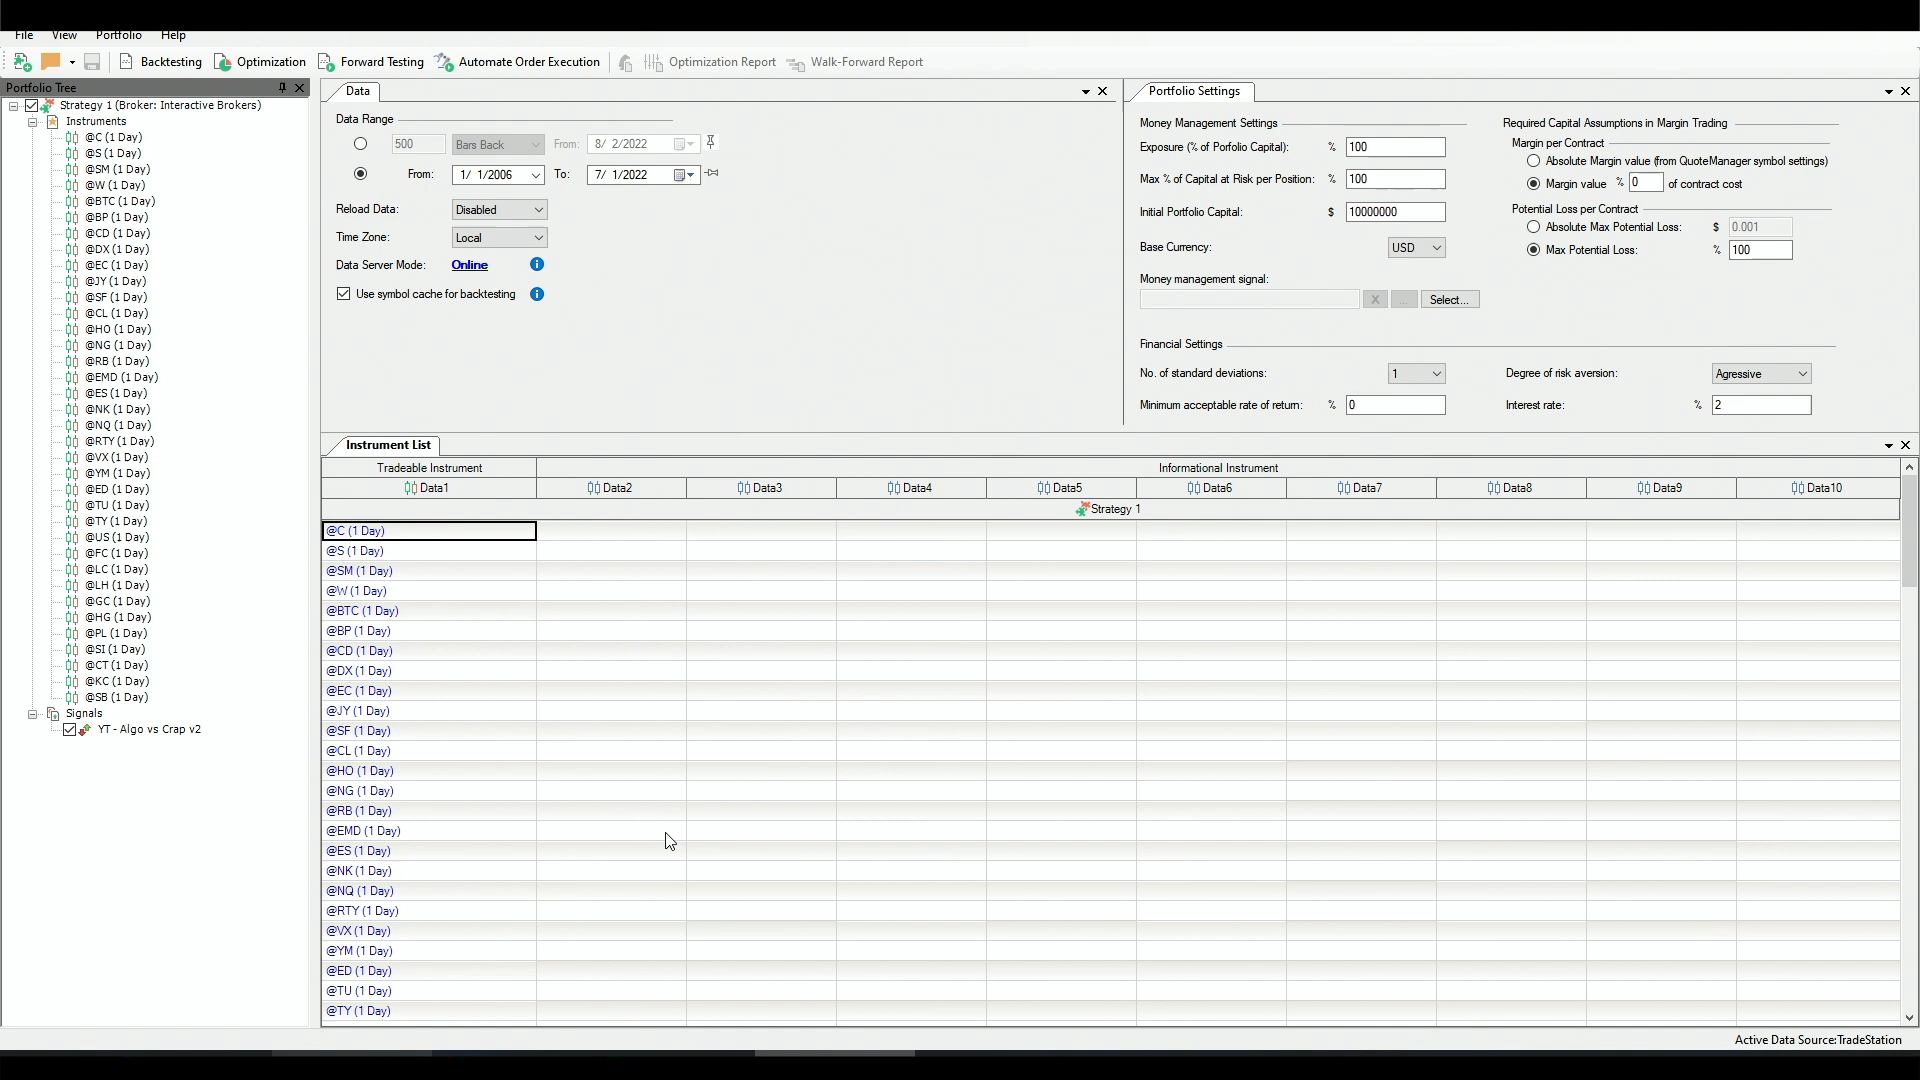 File View Portfolio Help
Backtesting Optimization Forward Testing Automate Order Execution Optimization Report Walk-Forward Report
Portfolio Tree
Strategy 1 (Broker: Interactive Brokers)
Instruments
@C (1 Day)
@S (1 Day)
@SM (1 Day)
@W (1 Day)
@BTC (1 Day)
@BP (1 Day)
@CD (1 Day)
@DX (1 Day)
@EC (1 Day)
@JY (1 Day)
@SF (1 Day)
@CL (1 Day)
@HO (1 Day)
@NG (1 Day)
@RB (1 Day)
@EMD (1 Day)
@ES (1 Day)
@NK (1 Day)
@NQ (1 Day)
@RTY (1 Day)
@VX (1 Day)
@YM (1 Day)
@ED (1 Day)
@TU (1 Day)
@TY (1 Day)
@US (1 Day)
@FC (1 Day)
@LC (1 Day)
@LH (1 Day)
@GC (1 Day)
@HG (1 Day)
@PL (1 Day)
@SI (1 Day)
@CT (1 Day)
@KC (1 Day)
@SB (1 Day)
Signals
YT - Algo vs Crap v2
Data
Data Range
500 Bars Back From: 8/ 2/2022
From: 1/ 1/2006 To: 7/ 1/2022
Reload Data: Disabled
Time Zone: Local
Data Server Mode: Online
Use symbol cache for backtesting
Portfolio Settings
Money Management Settings
Exposure (% of Porfolio Capital): % 100
Max % of Capital at Risk per Position: % 100
Initial Portfolio Capital: $ 10000000
Base Currency: USD
Money management signal:
X ... Select...
Required Capital Assumptions in Margin Trading
Margin per Contract
Absolute Margin value (from QuoteManager symbol settings)
Margin value % 0 of contract cost
Potential Loss per Contract
Absolute Max Potential Loss: $ 0.001
Max Potential Loss: % 100
Financial Settings
No. of standard deviations: 1 Degree of risk aversion: Agressive
Minimum acceptable rate of return: % 0 Interest rate: % 2
Instrument List
Tradeable Instrument Informational Instrument
Data1 Data2 Data3 Data4 Data5 Data6 Data7 Data8 Data9 Data10
Strategy 1
@C (1 Day)
@S (1 Day)
@SM (1 Day)
@W (1 Day)
@BTC (1 Day)
@BP (1 Day)
@CD (1 Day)
@DX (1 Day)
@EC (1 Day)
@JY (1 Day)
@SF (1 Day)
@CL (1 Day)
@HO (1 Day)
@NG (1 Day)
@RB (1 Day)
@EMD (1 Day)
@ES (1 Day)
@NK (1 Day)
@NQ (1 Day)
@RTY (1 Day)
@VX (1 Day)
@YM (1 Day)
@ED (1 Day)
@TU (1 Day)
@TY (1 Day)
Active Data Source:TradeStation